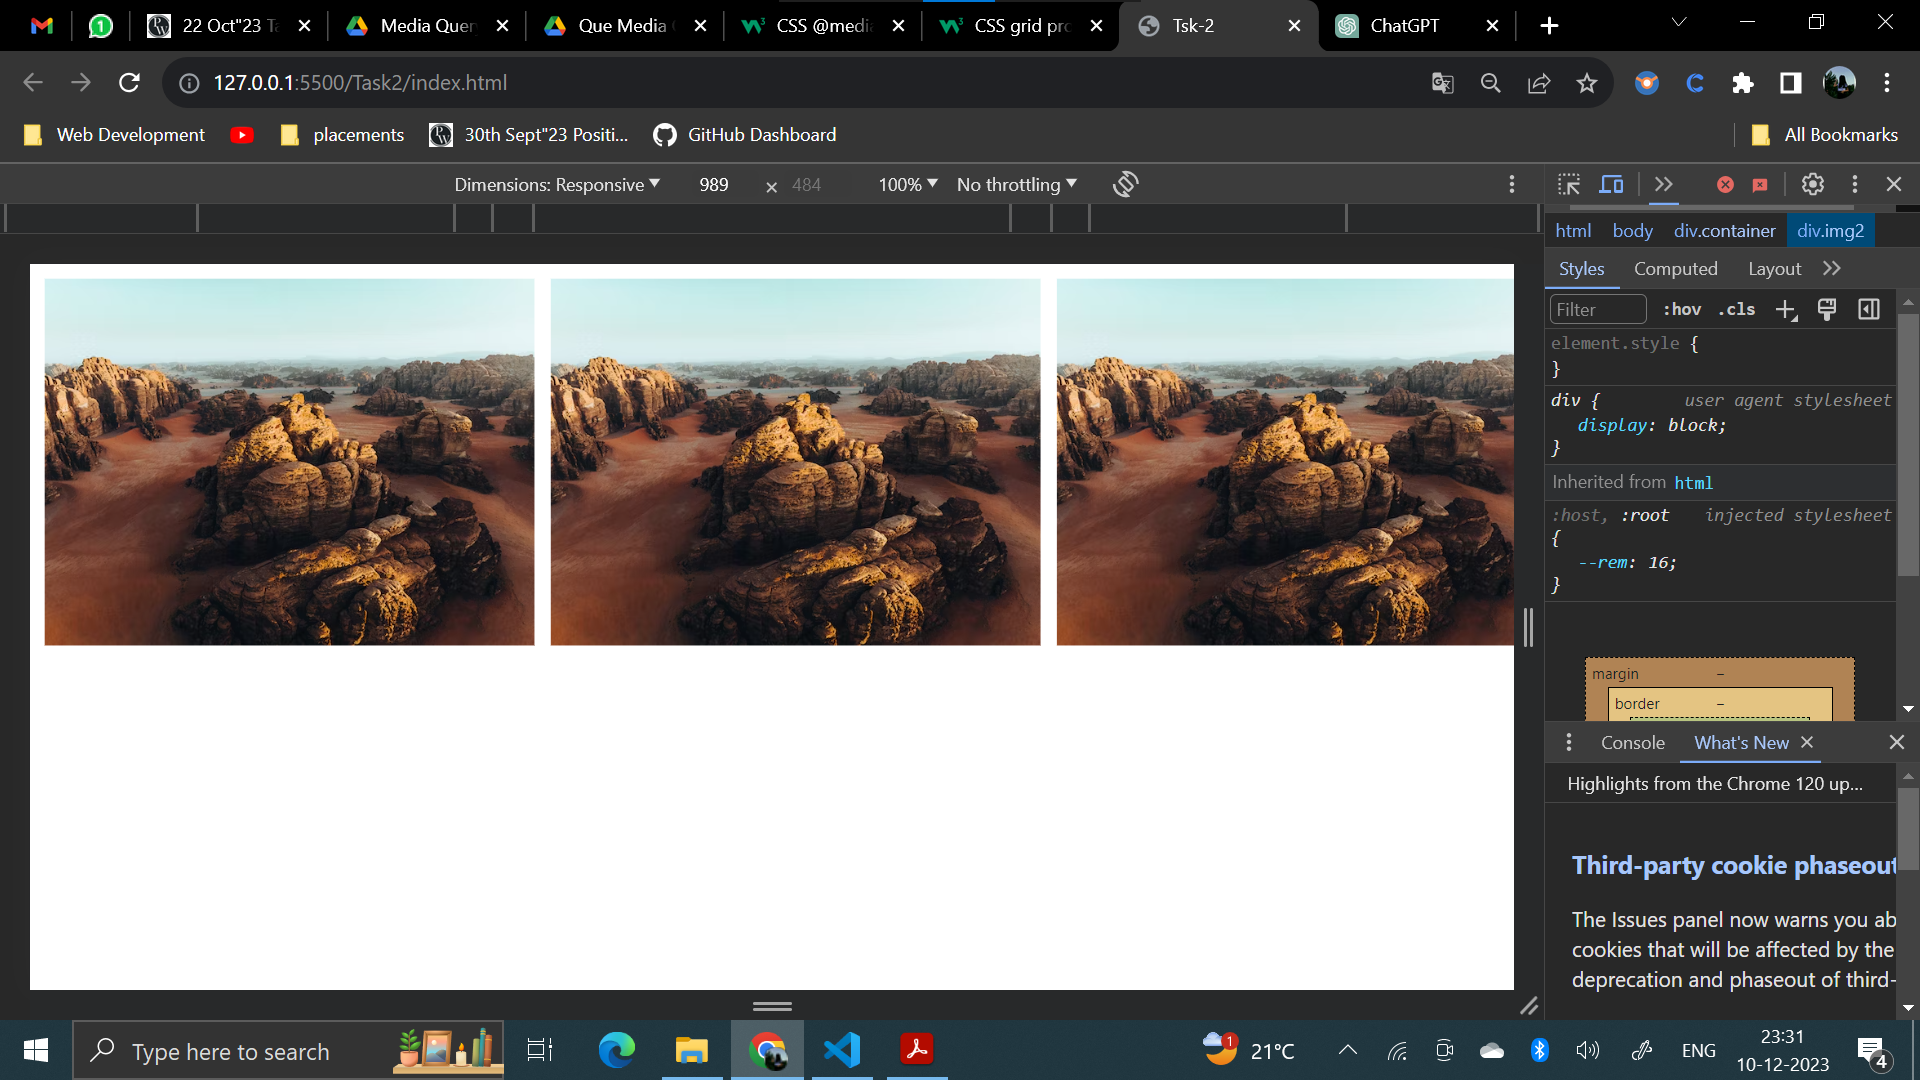 1
22 Oct"23 Ta
Media Quer
Que Media
CSS @medi
CSS grid pro
Tsk-2
ChatGPT
127.0.0.1:5500/Task2/index.html
Web Development
placements
30th Sept"23 Positi...
GitHub Dashboard
All Bookmarks
Dimensions: Responsive
989
×
484
100%
No throttling
html
body
div.container
div.img2
Styles
Computed
Layout
Filter
:hov
.cls
element.style {
}
div {
user agent stylesheet
display: block;
}
Inherited from html
:host, :root
injected stylesheet
{
--rem: 16;
}
margin
–
border
–
Console
What's New
Highlights from the Chrome 120 up...
Third-party cookie phaseout
The Issues panel now warns you ab
cookies that will be affected by the
deprecation and phaseout of third-
Type here to search
1
21°C
ENG
23:31
10-12-2023
4